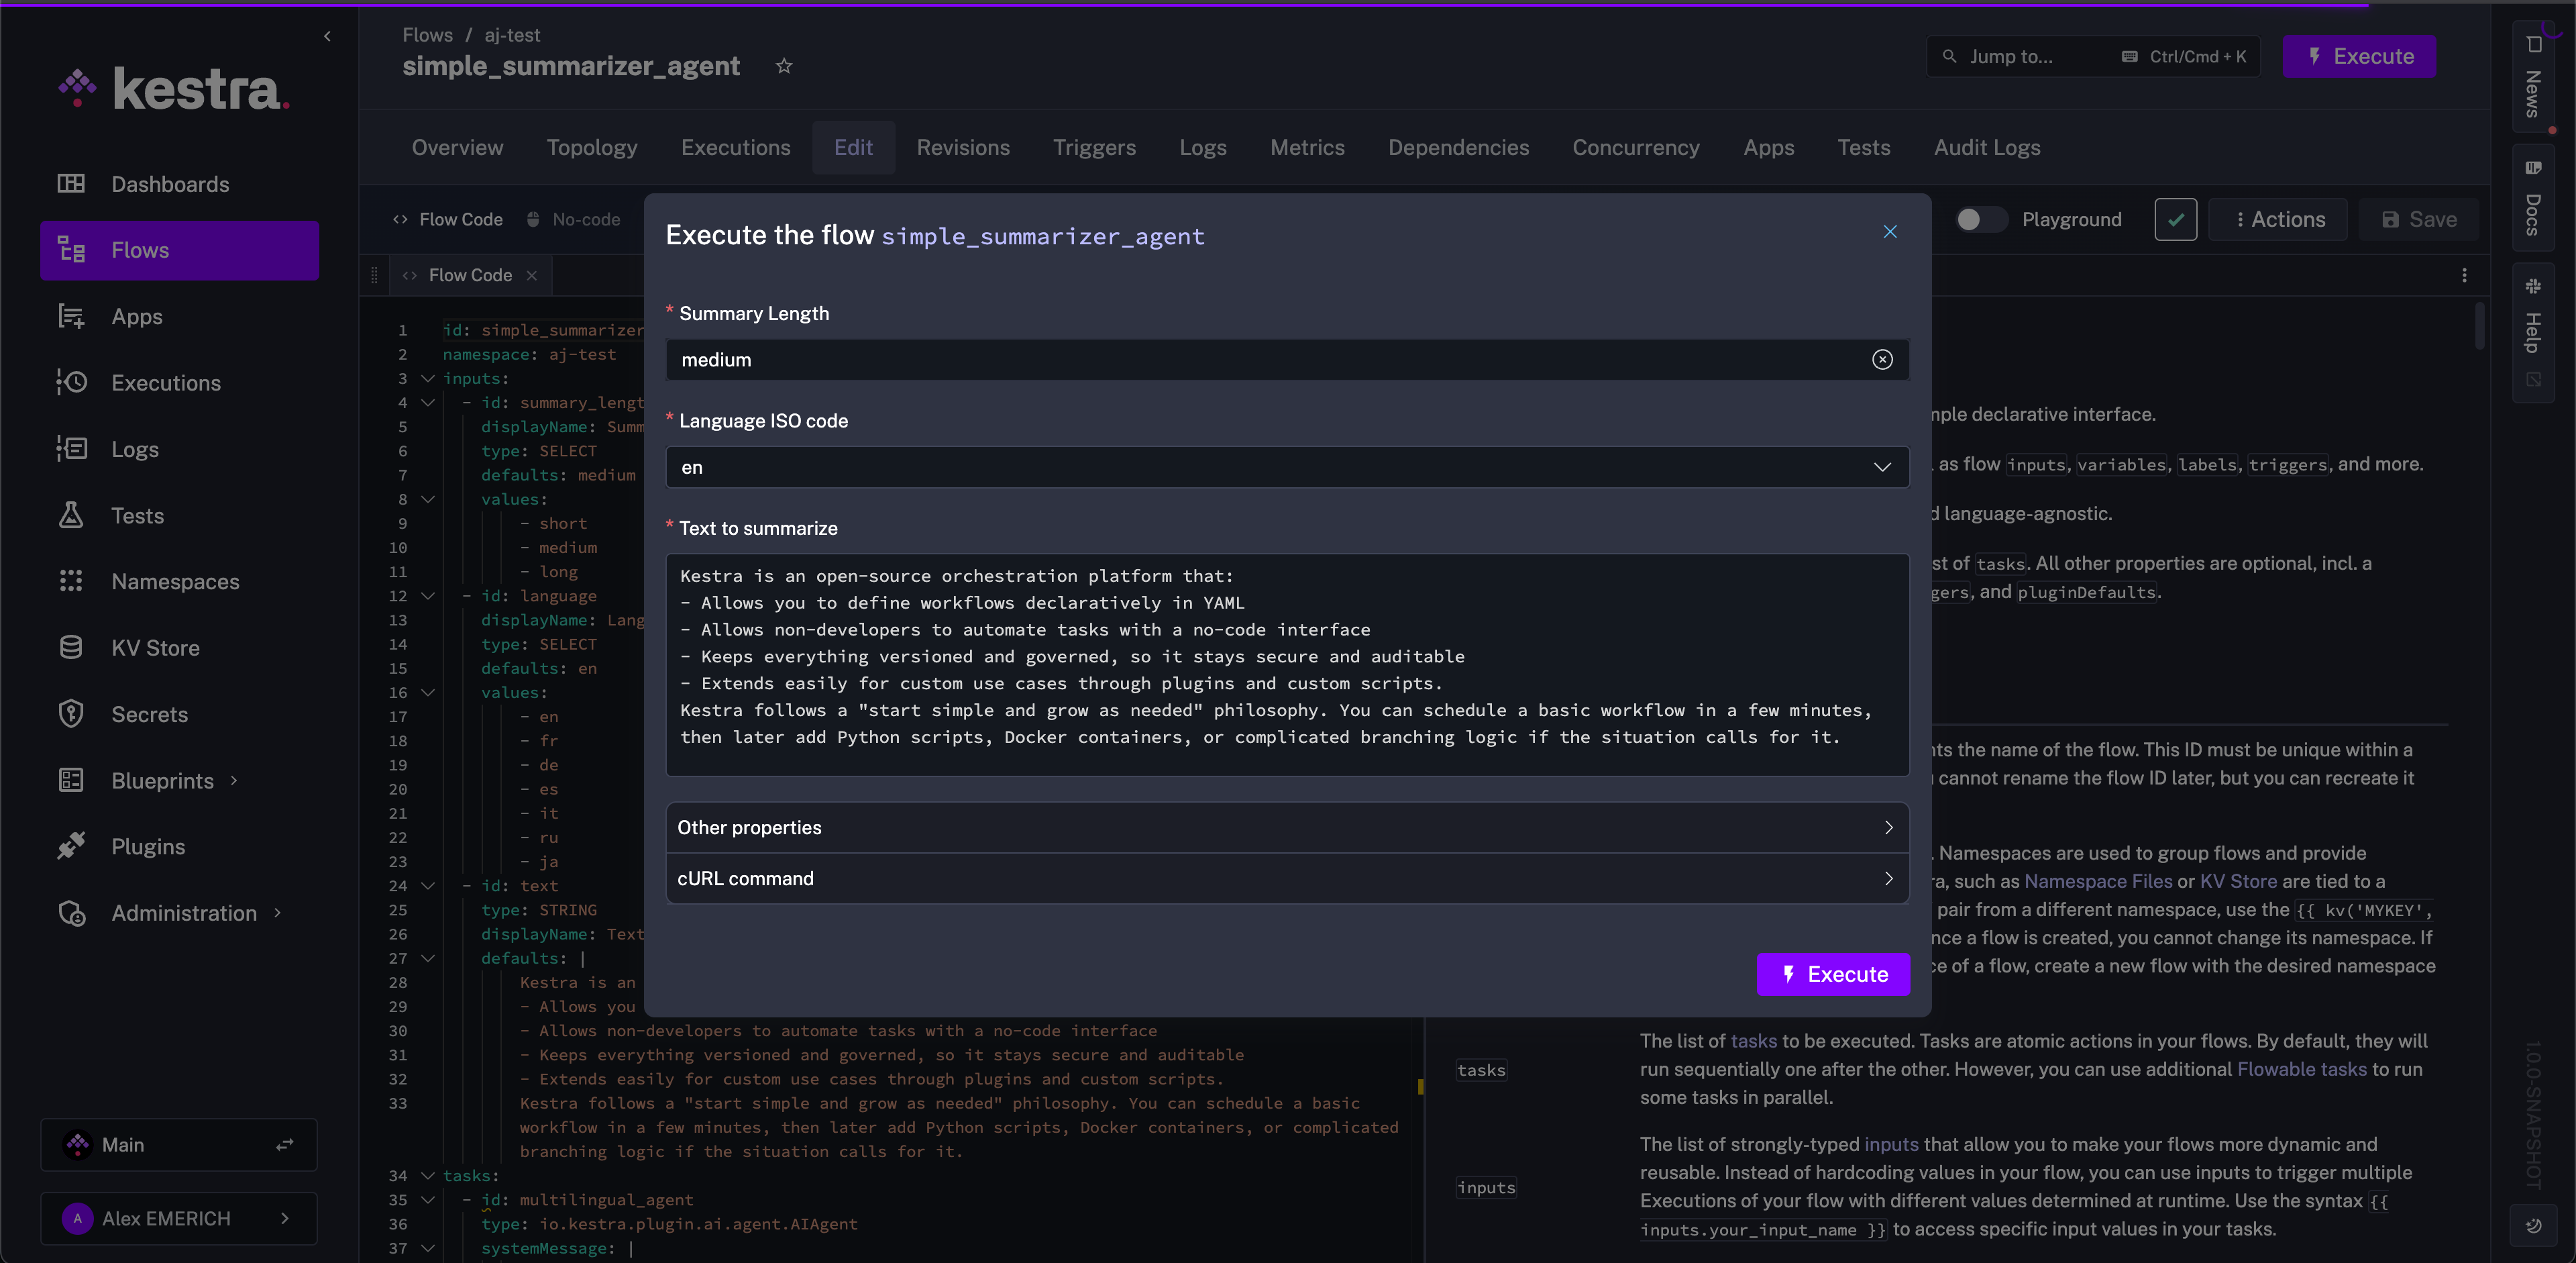 kestra.
Dashboards
Flows
Apps
Executions
Logs
Tests
Namespaces
KV Store
Secrets
Blueprints
Plugins
Administration
Main
A Alex EMERICH
Flows / aj-test
simple_summarizer_agent
Jump to... Ctrl/Cmd + K
Execute
Overview Topology Executions Edit Revisions Triggers Logs Metrics Dependencies Concurrency Apps Tests Audit Logs
Flow Code No-code
Playground Actions Save
Flow Code
1 id: simple_summarizer
2 namespace: aj-test
3 inputs:
4 - id: summary_lengt
5 displayName: Summ
6 type: SELECT
7 defaults: medium
8 values:
9 - short
10 - medium
11 - long
12 - id: language
13 displayName: Lang
14 type: SELECT
15 defaults: en
16 values:
17 - en
18 - fr
19 - de
20 - es
21 - it
22 - ru
23 - ja
24 - id: text
25 type: STRING
26 displayName: Text
27 defaults: |
28 Kestra is an
29 - Allows you
30 - Allows non-developers to automate tasks with a no-code interface
31 - Keeps everything versioned and governed, so it stays secure and auditable
32 - Extends easily for custom use cases through plugins and custom scripts.
33 Kestra follows a "start simple and grow as needed" philosophy. You can schedule a basic
workflow in a few minutes, then later add Python scripts, Docker containers, or complicated
branching logic if the situation calls for it.
34 tasks:
35 - id: multilingual_agent
36 type: io.kestra.plugin.ai.agent.AIAgent
37 systemMessage: |
Execute the flow simple_summarizer_agent
* Summary Length
medium
* Language ISO code
en
* Text to summarize
Kestra is an open-source orchestration platform that:
- Allows you to define workflows declaratively in YAML
- Allows non-developers to automate tasks with a no-code interface
- Keeps everything versioned and governed, so it stays secure and auditable
- Extends easily for custom use cases through plugins and custom scripts.
Kestra follows a "start simple and grow as needed" philosophy. You can schedule a basic workflow in a few minutes,
then later add Python scripts, Docker containers, or complicated branching logic if the situation calls for it.
Other properties
cURL command
Execute
mple declarative interface.
as flow inputs, variables, labels, triggers, and more.
d language-agnostic.
st of tasks. All other properties are optional, incl. a
gers, and pluginDefaults.
nts the name of the flow. This ID must be unique within a
cannot rename the flow ID later, but you can recreate it
. Namespaces are used to group flows and provide
ra, such as Namespace Files or KV Store are tied to a
pair from a different namespace, use the {{ kv('MYKEY',
nce a flow is created, you cannot change its namespace. If
ce of a flow, create a new flow with the desired namespace
tasks
The list of tasks to be executed. Tasks are atomic actions in your flows. By default, they will
run sequentially one after the other. However, you can use additional Flowable tasks to run
some tasks in parallel.
inputs
The list of strongly-typed inputs that allow you to make your flows more dynamic and
reusable. Instead of hardcoding values in your flow, you can use inputs to trigger multiple
Executions of your flow with different values determined at runtime. Use the syntax {{
inputs.your_input_name }} to access specific input values in your tasks.
News
Docs
Help
1.0.0-SNAPSHOT